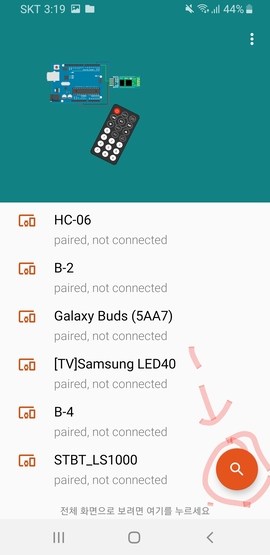 SKT 3:19 44%
HC-06
paired, not connected
B-2
paired, not connected
Galaxy Buds (5AA7)
paired, not connected
[TV]Samsung LED40
paired, not connected
B-4
paired, not connected
STBT_LS1000
paired, not connected
전체 화면으로 보려면 여기를 누르세요